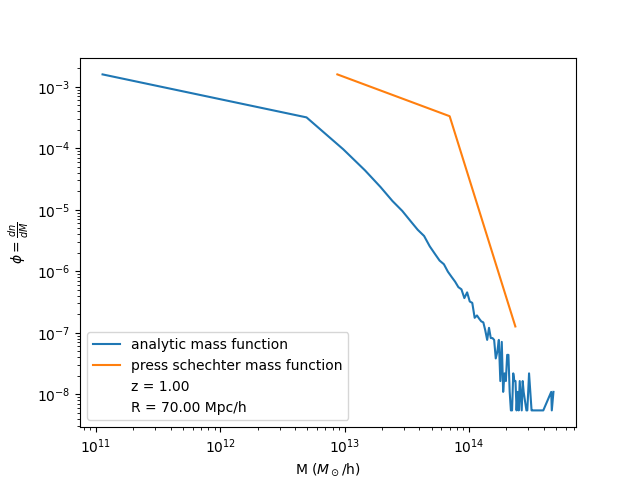 10⁻³
10⁻⁴
10⁻⁵
10⁻⁶
10⁻⁷
10⁻⁸
ϕ = dn/dM
analytic mass function
press schechter mass function
z = 1.00
R = 70.00 Mpc/h
10¹¹ 10¹² 10¹³ 10¹⁴
M (M⊙/h)